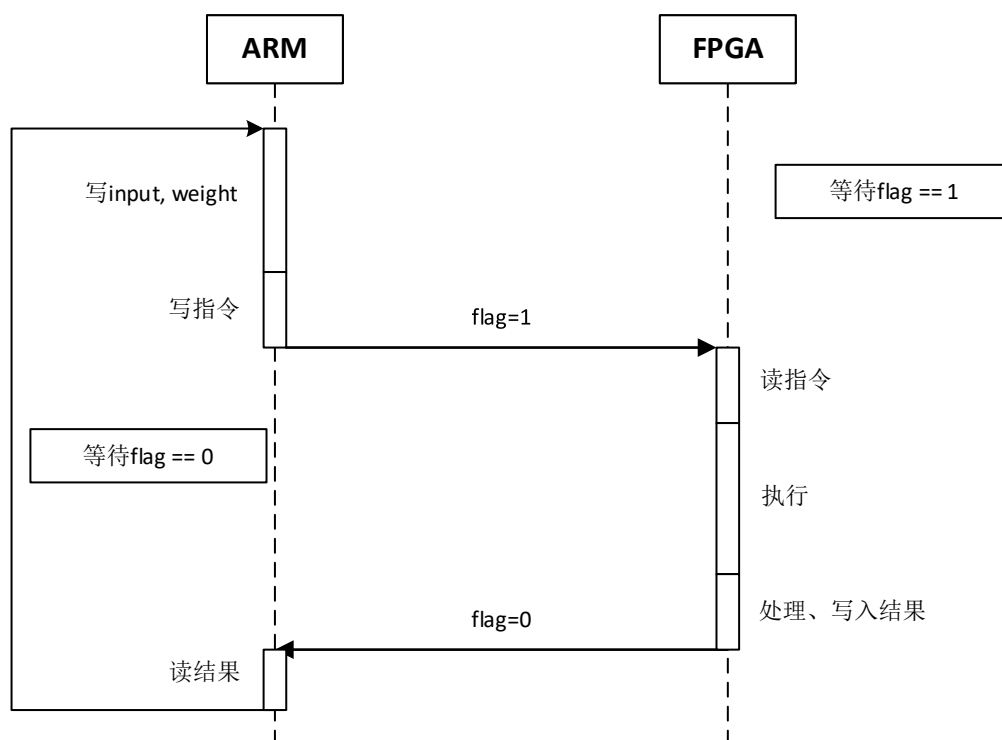 ARM
FPGA
写input, weight
等待flag == 1
写指令
flag=1
读指令
等待flag == 0
执行
处理、写入结果
flag=0
读结果